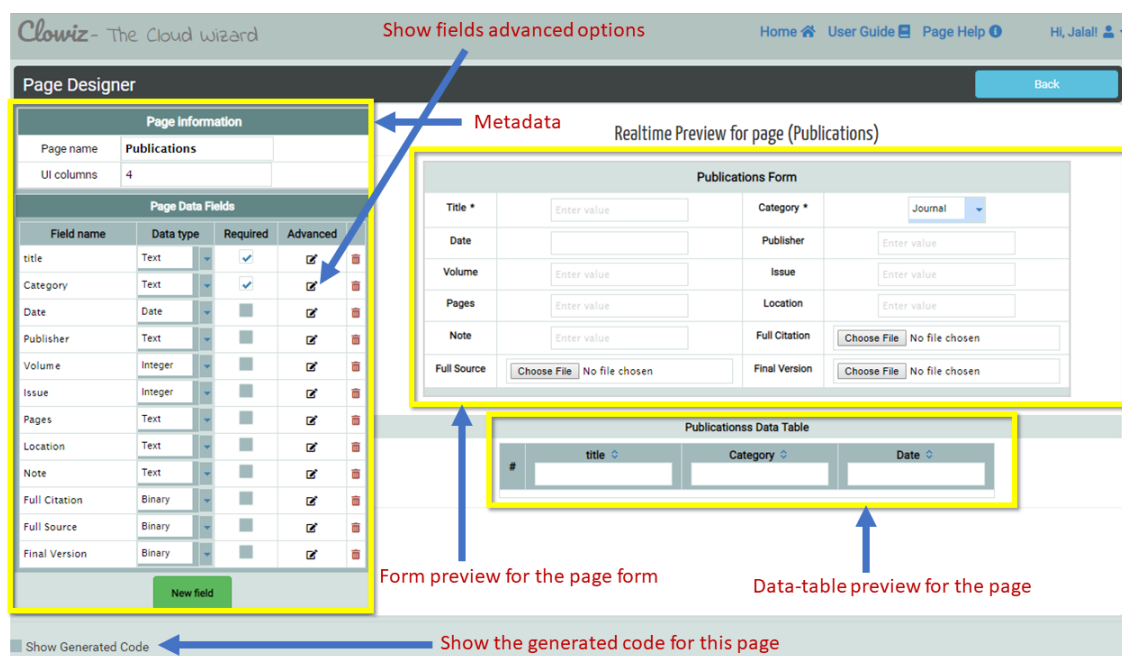 Clowiz - The Cloud Wizard
Show fields advanced options
Home User Guide Page Help Hi, Jalal!
Page Designer
Back
Page information
Page name Publications
UI columns 4
Metadata
Page Data Fields
Field name Data type Required Advanced
title Text
Category Text
Date Date
Publisher Text
Volume Integer
Issue Integer
Pages Text
Location Text
Note Text
Full Citation Binary
Full Source Binary
Final Version Binary
New field
Realtime Preview for page (Publications)
Publications Form
Title * Enter value Category * Journal
Date Publisher Enter value
Volume Enter value Issue Enter value
Pages Enter value Location Enter value
Note Enter value Full Citation Choose File No file chosen
Full Source Choose File No file chosen Final Version Choose File No file chosen
Publicationss Data Table
# title Category Date
Form preview for the page form
Data-table preview for the page
Show Generated Code
Show the generated code for this page